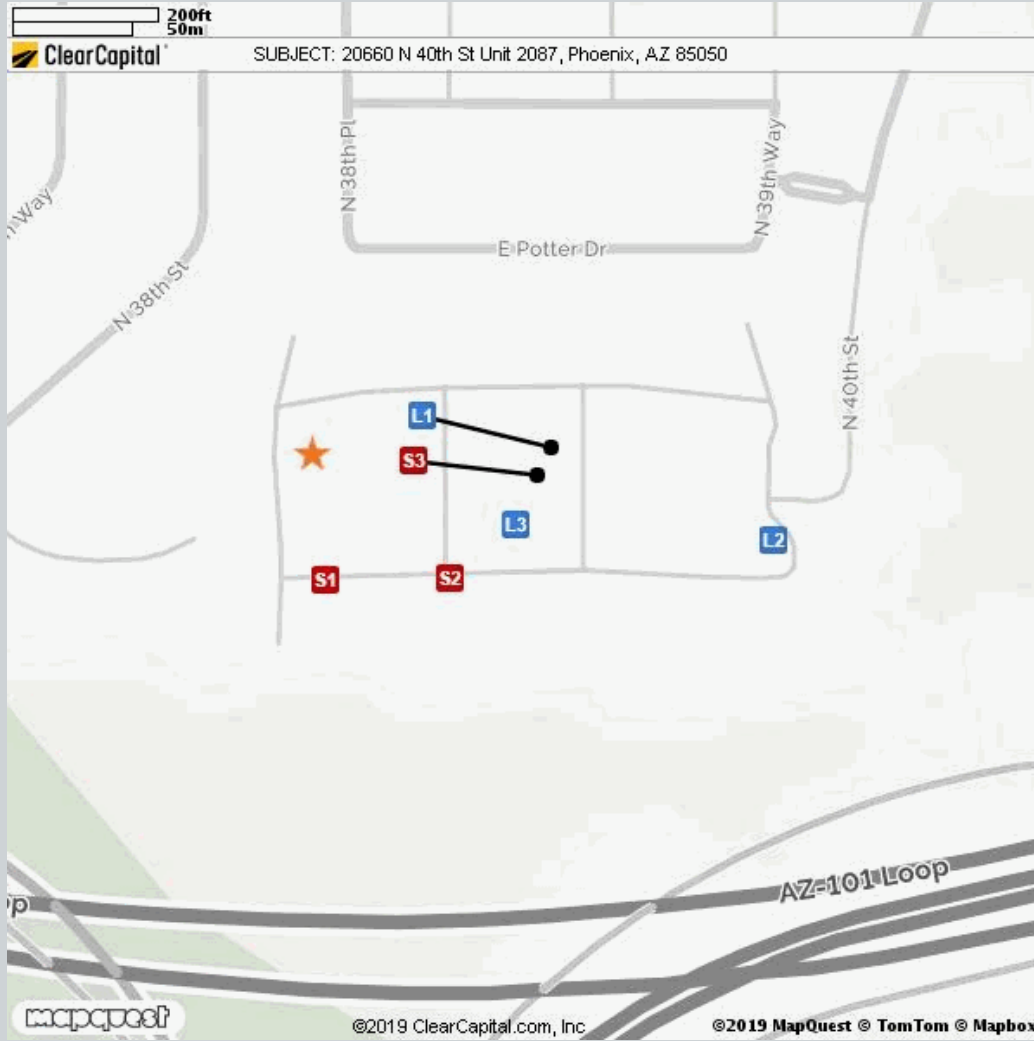 200ft
50m
ClearCapital
SUBJECT: 20660 N 40th St Unit 2087, Phoenix, AZ 85050
N 38th Pl
N 39th Way
Way
E Potter Dr
N 38th St
N 40th St
L1
S3
L3
L2
S1
S2
AZ-101 Loop
mapquest
©2019 ClearCapital.com, Inc
©2019 MapQuest © TomTom © Mapbox